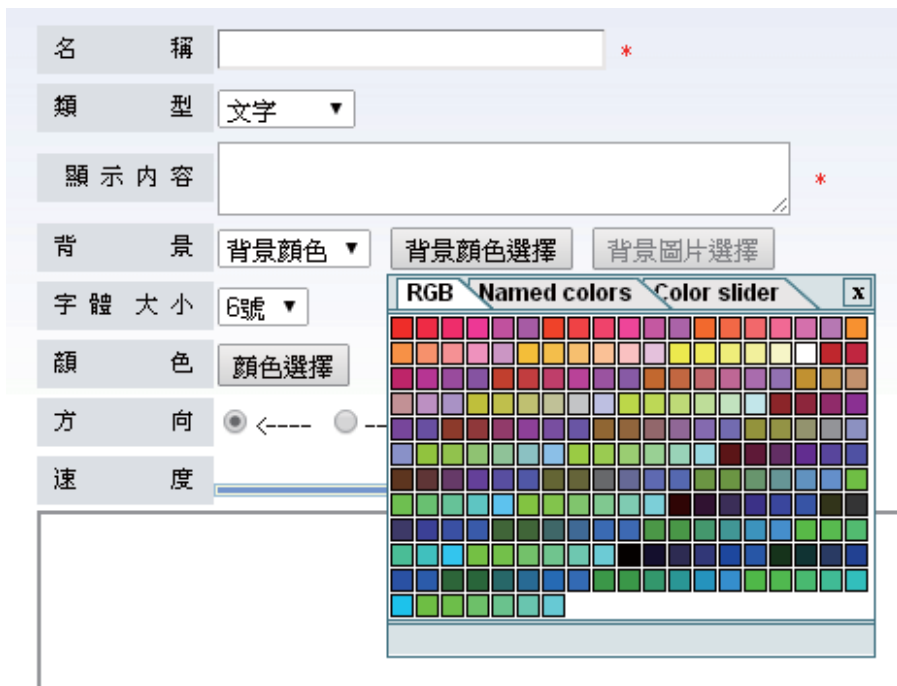 名 稱 *
類 型 文字
顯 示 内 容 *
背 景 背景顏色 背景顏色選擇 背景圖片選擇
RGB Named colors Color slider x
字 體 大 小 6號
顏 色 顏色選擇
方 向 <---- --
速 度